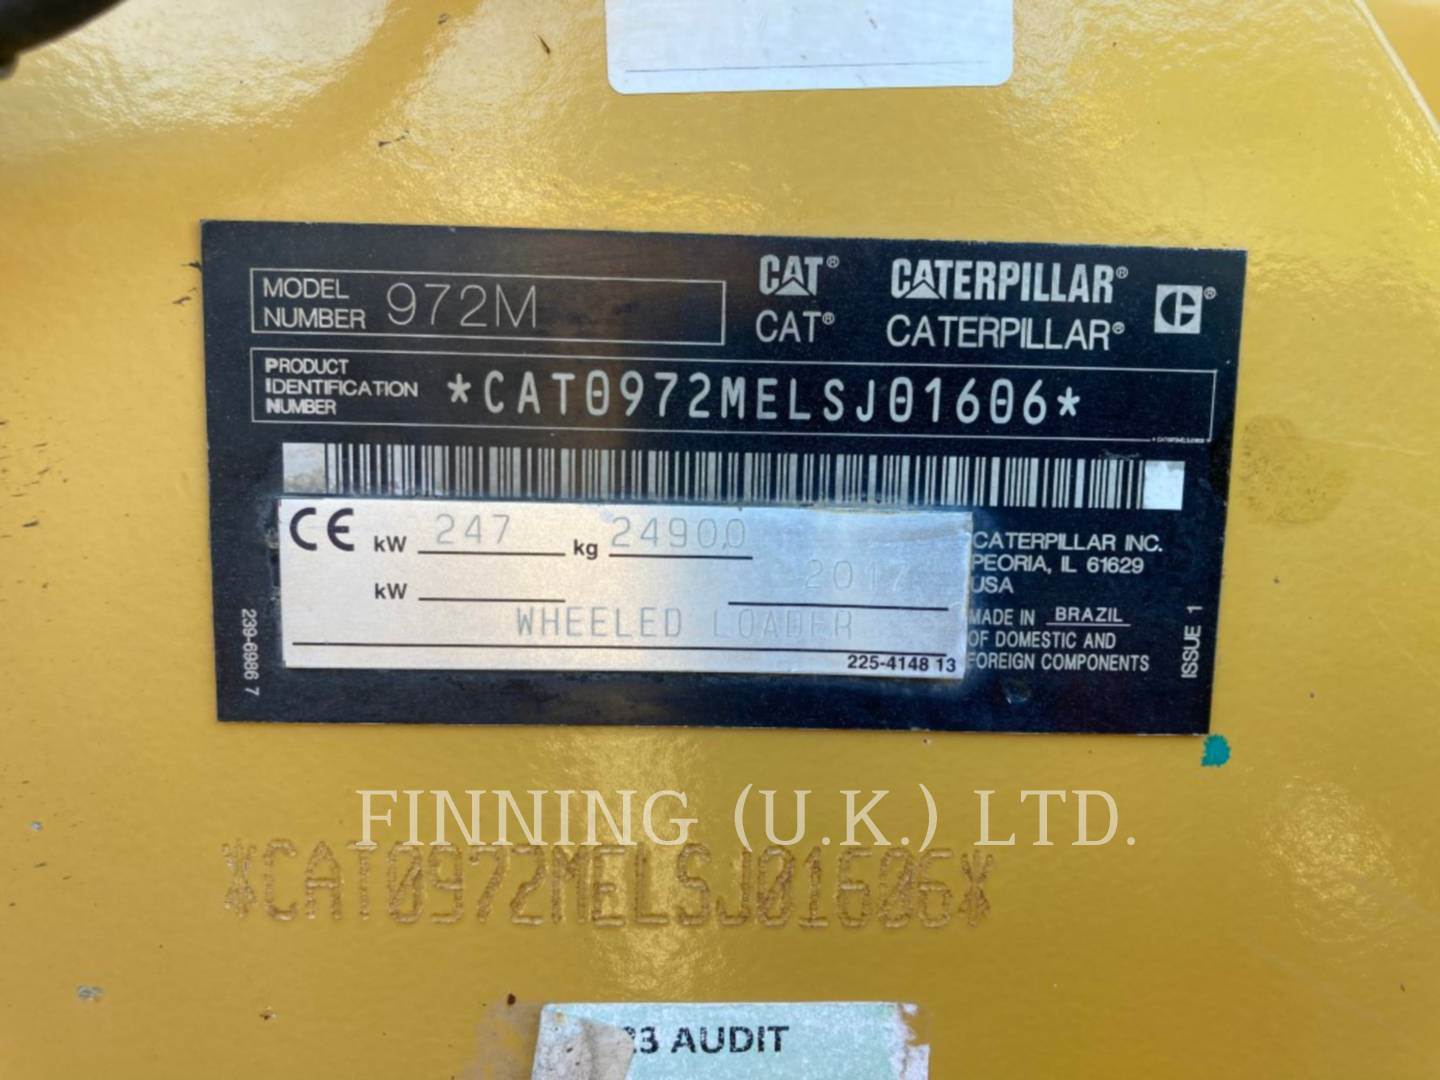 MODEL NUMBER 972M
CAT® CATERPILLAR®
CAT® CATERPILLAR®
PRODUCT IDENTIFICATION NUMBER *CAT0972MELSJ01606*
CE kW 247 kg 24900
kW 2017
WHEELED LOADER
225-4148 13
CATERPILLAR INC.
PEORIA, IL 61629
USA
MADE IN BRAZIL
OF DOMESTIC AND
FOREIGN COMPONENTS
239-6986 7
ISSUE 1
FINNING (U.K.) LTD.
*CAT0972MELSJ01606*
AUDIT